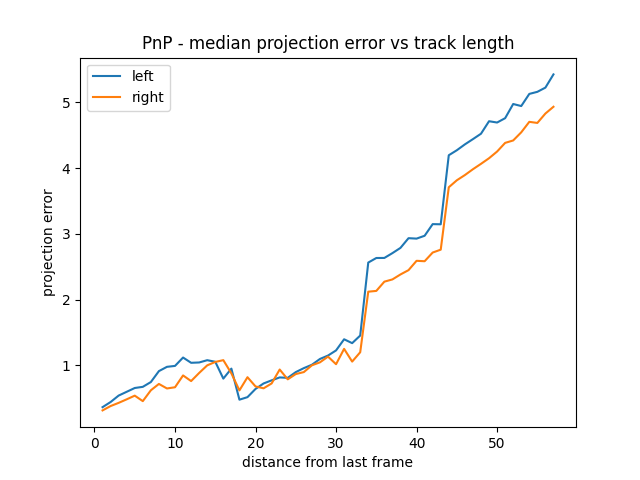 PnP - median projection error vs track length
left
right
projection error
5
4
3
2
1
0
10
20
30
40
50
distance from last frame